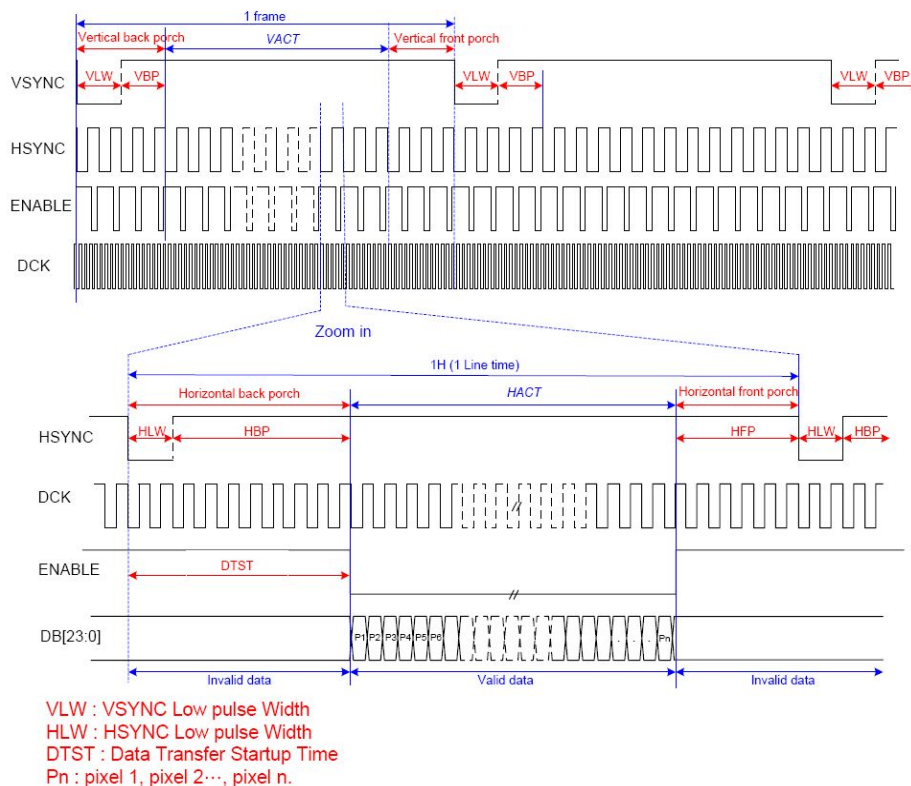 1 frame
Vertical back porch VACT Vertical front porch
VLW VBP VLW VBP VLW VBP
VSYNC
HSYNC
ENABLE
DCK
Zoom in
1H (1 Line time)
Horizontal back porch HACT Horizontal front porch
HSYNC HLW HBP HFP HLW HBP
DCK //
ENABLE DTST //
DB[23:0] P1 P2 P3 P4 P5 P6 . . . Pn
Invalid data Valid data Invalid data
VLW : VSYNC Low pulse Width
HLW : HSYNC Low pulse Width
DTST : Data Transfer Startup Time
Pn : pixel 1, pixel 2···, pixel n.